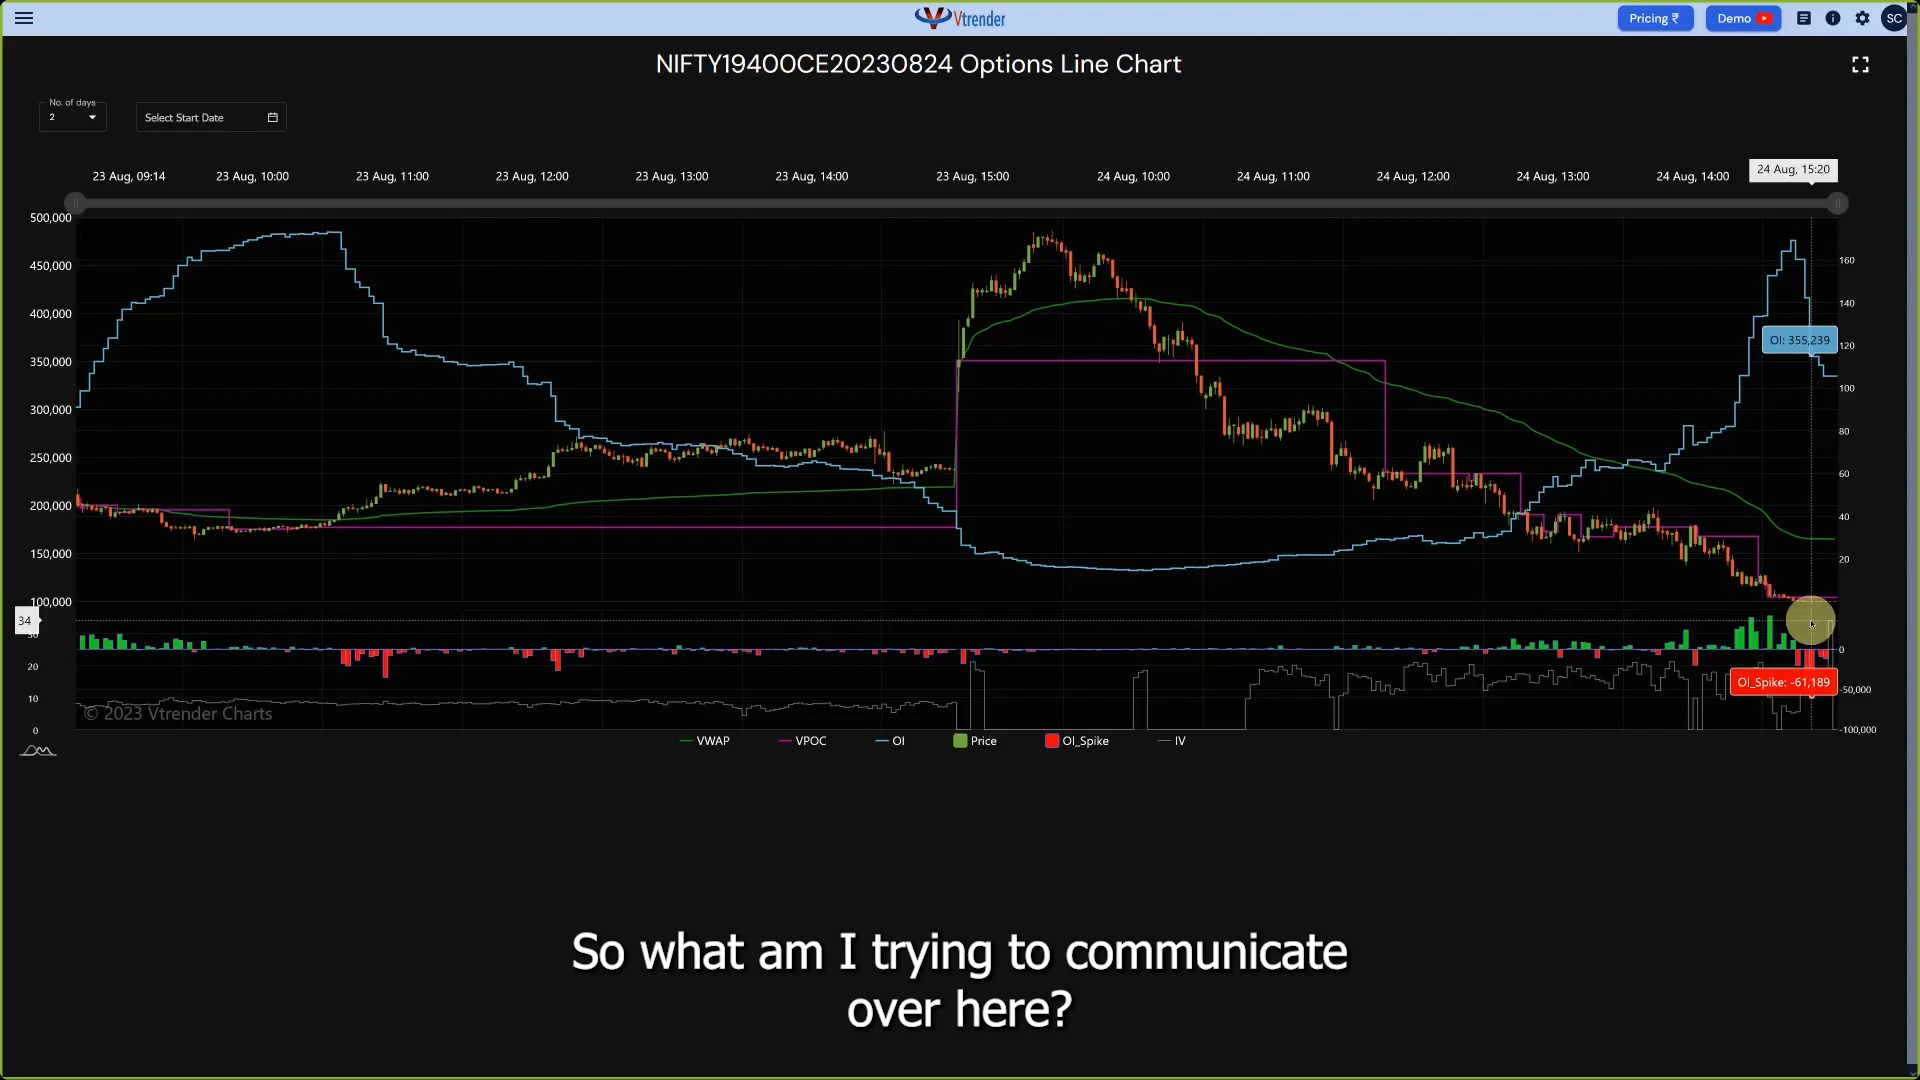 Vtrender
Pricing ₹
Demo
SC
NIFTY19400CE20230824 Options Line Chart
No. of days
2
Select Start Date
23 Aug, 09:14
23 Aug, 10:00
23 Aug, 11:00
23 Aug, 12:00
23 Aug, 13:00
23 Aug, 14:00
23 Aug, 15:00
24 Aug, 10:00
24 Aug, 11:00
24 Aug, 12:00
24 Aug, 13:00
24 Aug, 14:00
24 Aug, 15:20
500,000
450,000
400,000
350,000
300,000
250,000
200,000
150,000
100,000
160
140
120
100
80
60
40
20
OI: 355,239
34
30
20
10
0
0
-50,000
-100,000
OI_Spike: -61,189
© 2023 Vtrender Charts
VWAP
VPOC
OI
Price
OI_Spike
IV
So what am I trying to communicate
over here?